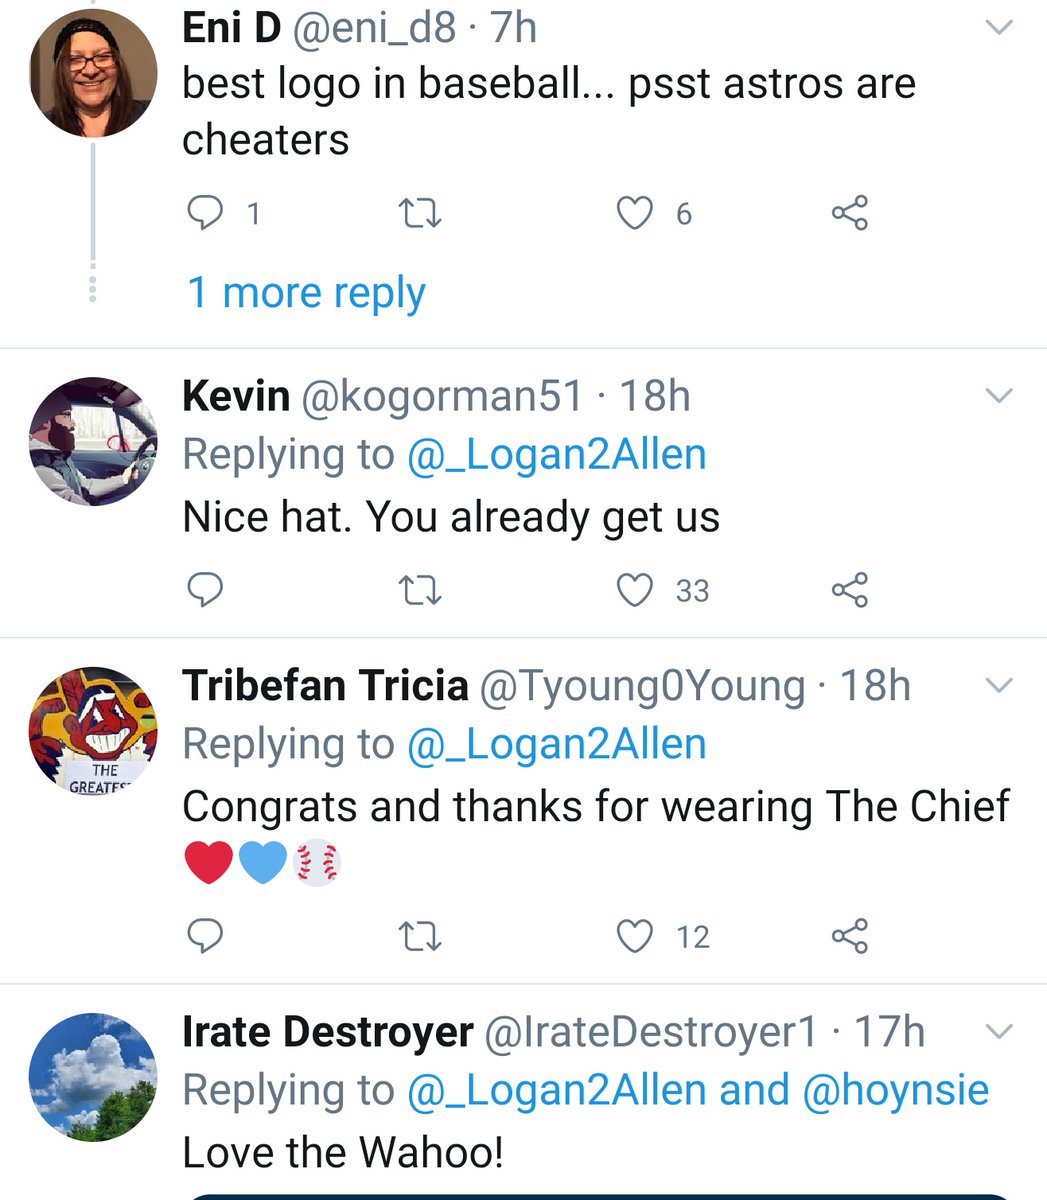 Eni D @eni_d8 · 7h
best logo in baseball... psst astros are
cheaters
1
6
1 more reply
Kevin @kogorman51 · 18h
Replying to @_Logan2Allen
Nice hat. You already get us
33
Tribefan Tricia @Tyoung0Young · 18h
Replying to @_Logan2Allen
THE
GREATEST
Congrats and thanks for wearing The Chief
❤️💙⚾
12
Irate Destroyer @IrateDestroyer1 · 17h
Replying to @_Logan2Allen and @hoynsie
Love the Wahoo!